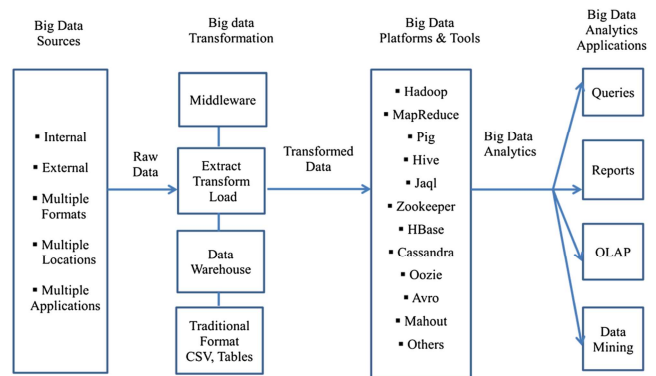 Big Data
Sources
Big data
Transformation
Big Data
Platforms & Tools
Big Data
Analytics
Applications
▪ Internal
▪ External
▪ Multiple
Formats
▪ Multiple
Locations
▪ Multiple
Applications
Raw
Data
Middleware
Extract
Transform
Load
Data
Warehouse
Traditional
Format
CSV, Tables
Transformed
Data
▪ Hadoop
▪ MapReduce
▪ Pig
▪ Hive
▪ Jaql
▪ Zookeeper
▪ HBase
▪ Cassandra
▪ Oozie
▪ Avro
▪ Mahout
▪ Others
Big Data
Analytics
Queries
Reports
OLAP
Data
Mining